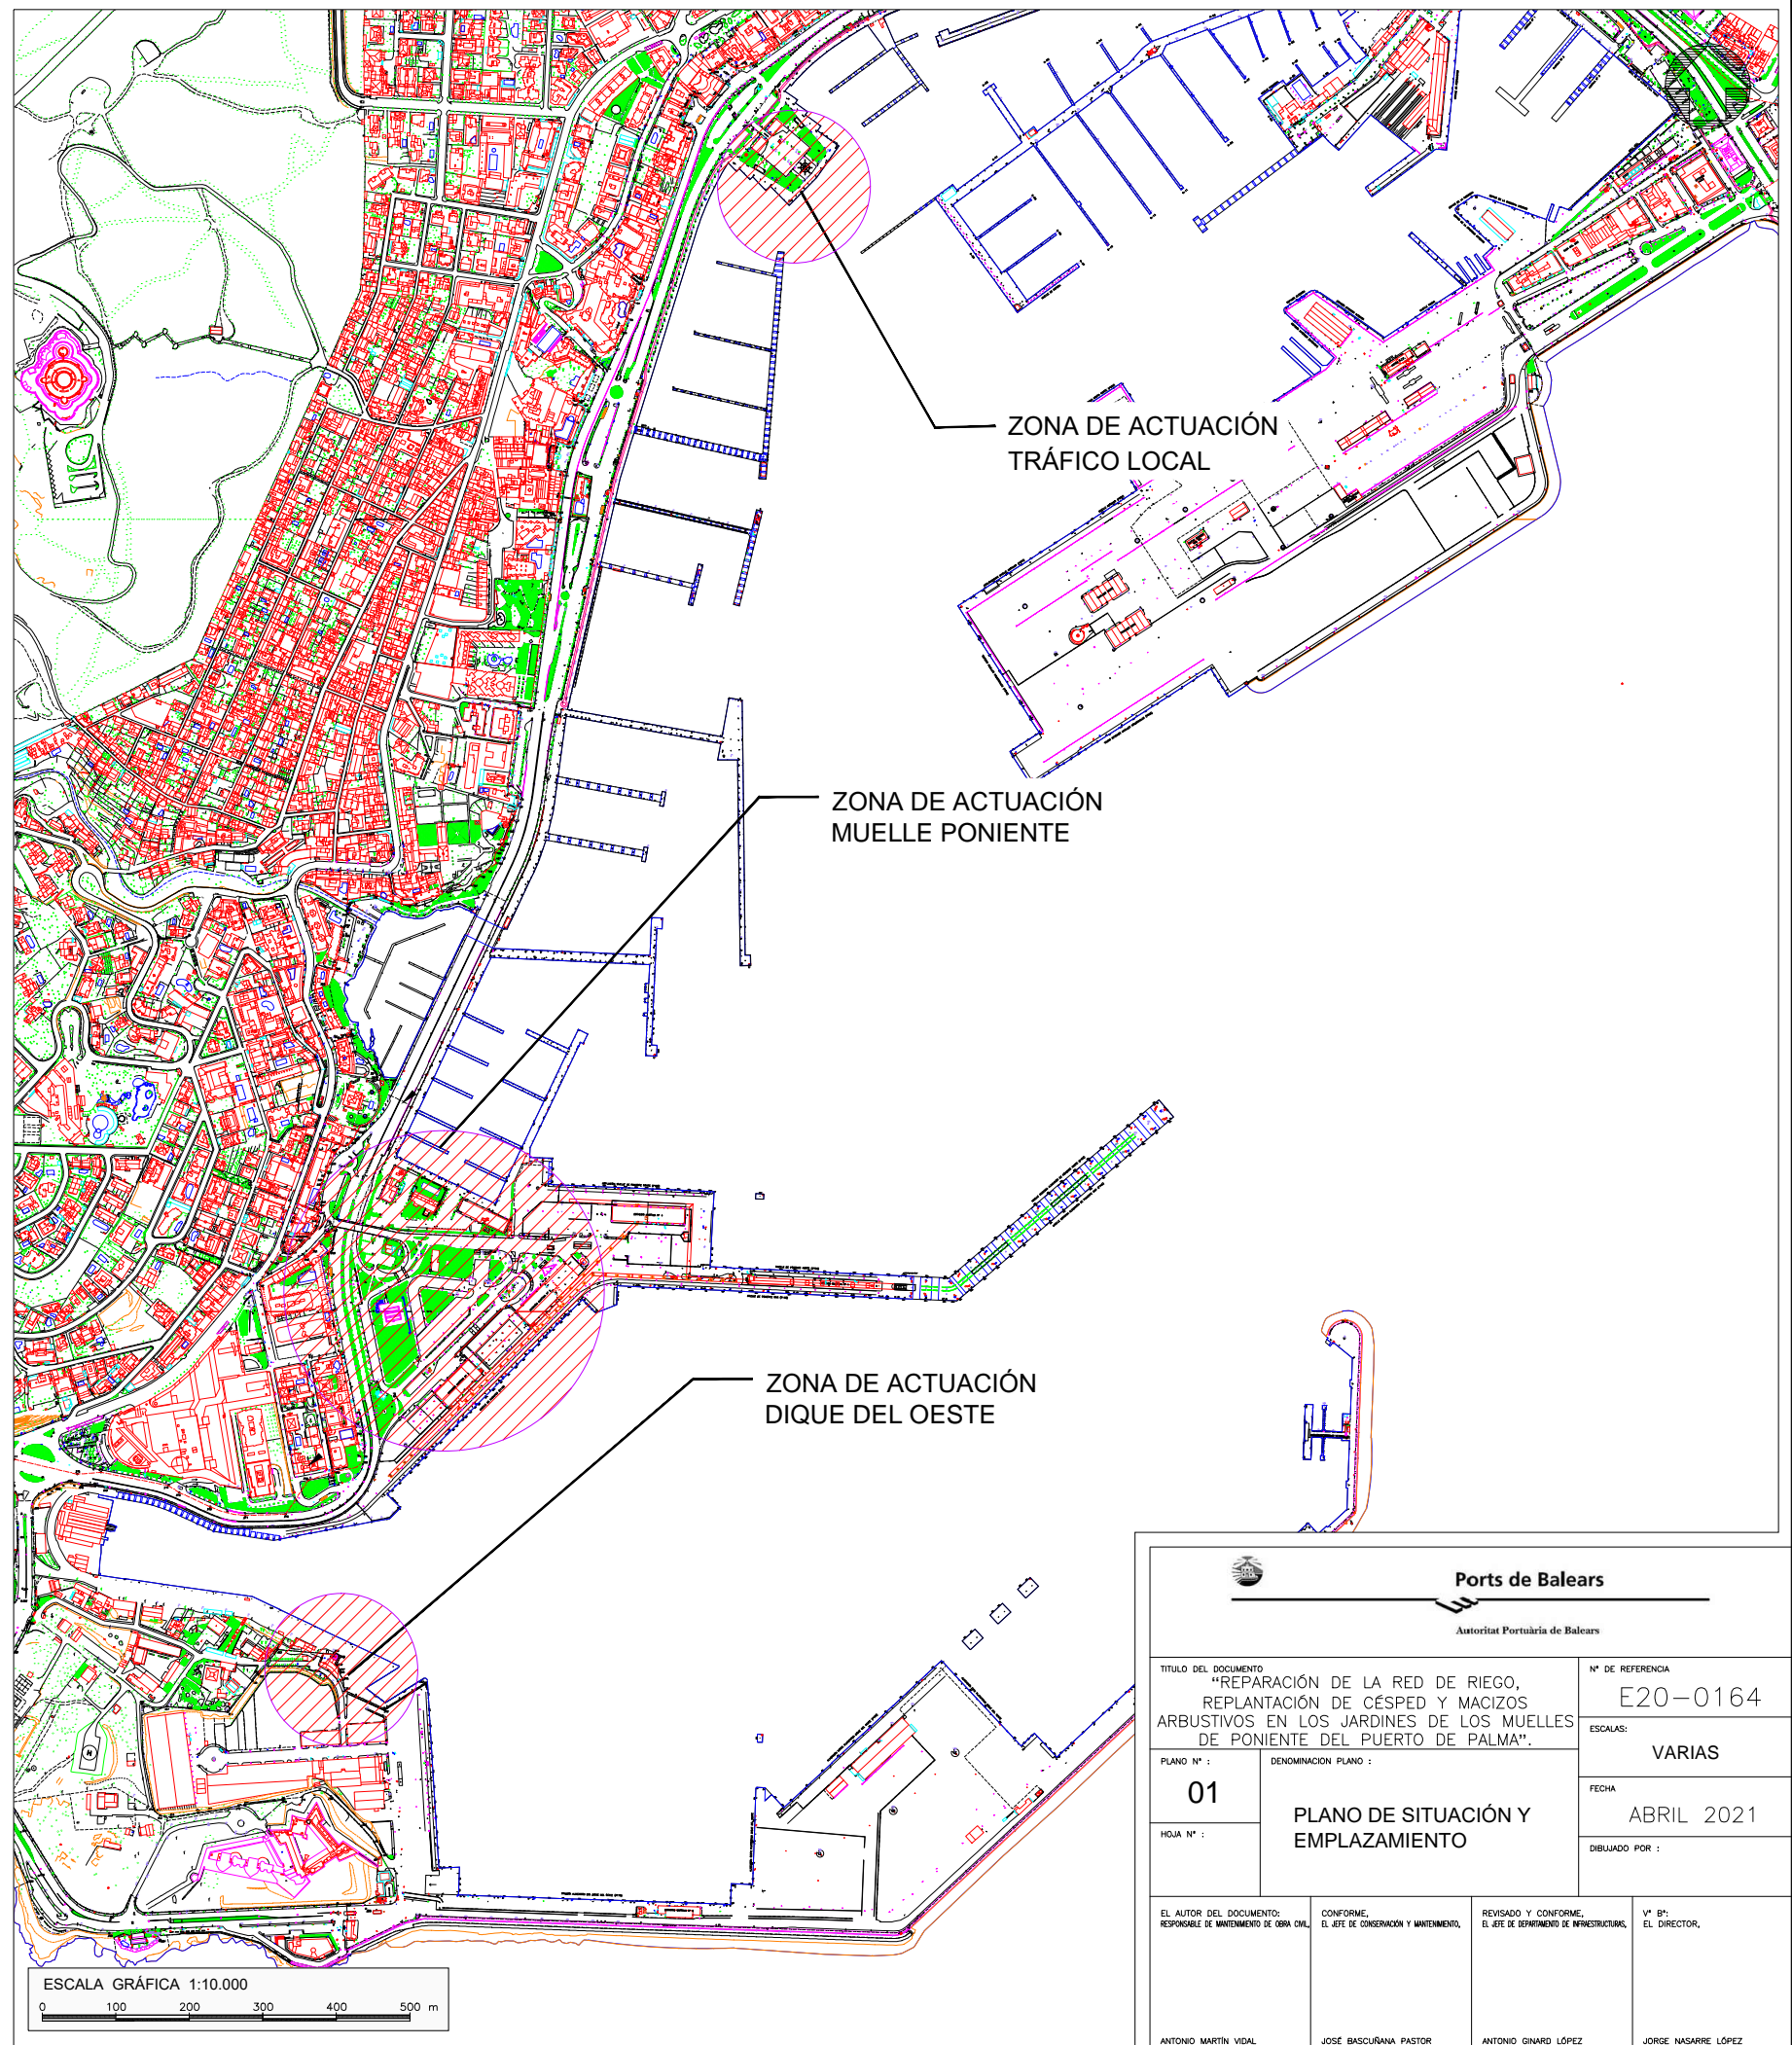 ZONA DE ACTUACIÓN
TRÁFICO LOCAL
ZONA DE ACTUACIÓN
MUELLE PONIENTE
ZONA DE ACTUACIÓN
DIQUE DEL OESTE
ESCALA GRÁFICA 1:10.000
0 100 200 300 400 500 m
Ports de Balears
Autoritat Portuària de Balears
TITULO DEL DOCUMENTO
“REPARACIÓN DE LA RED DE RIEGO,
REPLANTACIÓN DE CÉSPED Y MACIZOS
ARBUSTIVOS EN LOS JARDINES DE LOS MUELLES
DE PONIENTE DEL PUERTO DE PALMA”.
Nº DE REFERENCIA
E20-0164
ESCALAS:
VARIAS
PLANO Nº :
01
DENOMINACION PLANO :
PLANO DE SITUACIÓN Y
EMPLAZAMIENTO
FECHA
ABRIL 2021
HOJA Nº :
DIBUJADO POR :
EL AUTOR DEL DOCUMENTO:
RESPONSABLE DE MANTENIMIENTO DE OBRA CIVIL,
CONFORME,
EL JEFE DE CONSERVACIÓN Y MANTENIMIENTO,
REVISADO Y CONFORME,
EL JEFE DE DEPARTAMENTO DE INFRAESTRUCTURAS,
Vº Bº:
EL DIRECTOR,
ANTONIO MARTÍN VIDAL
JOSÉ BASCUÑANA PASTOR
ANTONIO GINARD LÓPEZ
JORGE NASARRE LÓPEZ